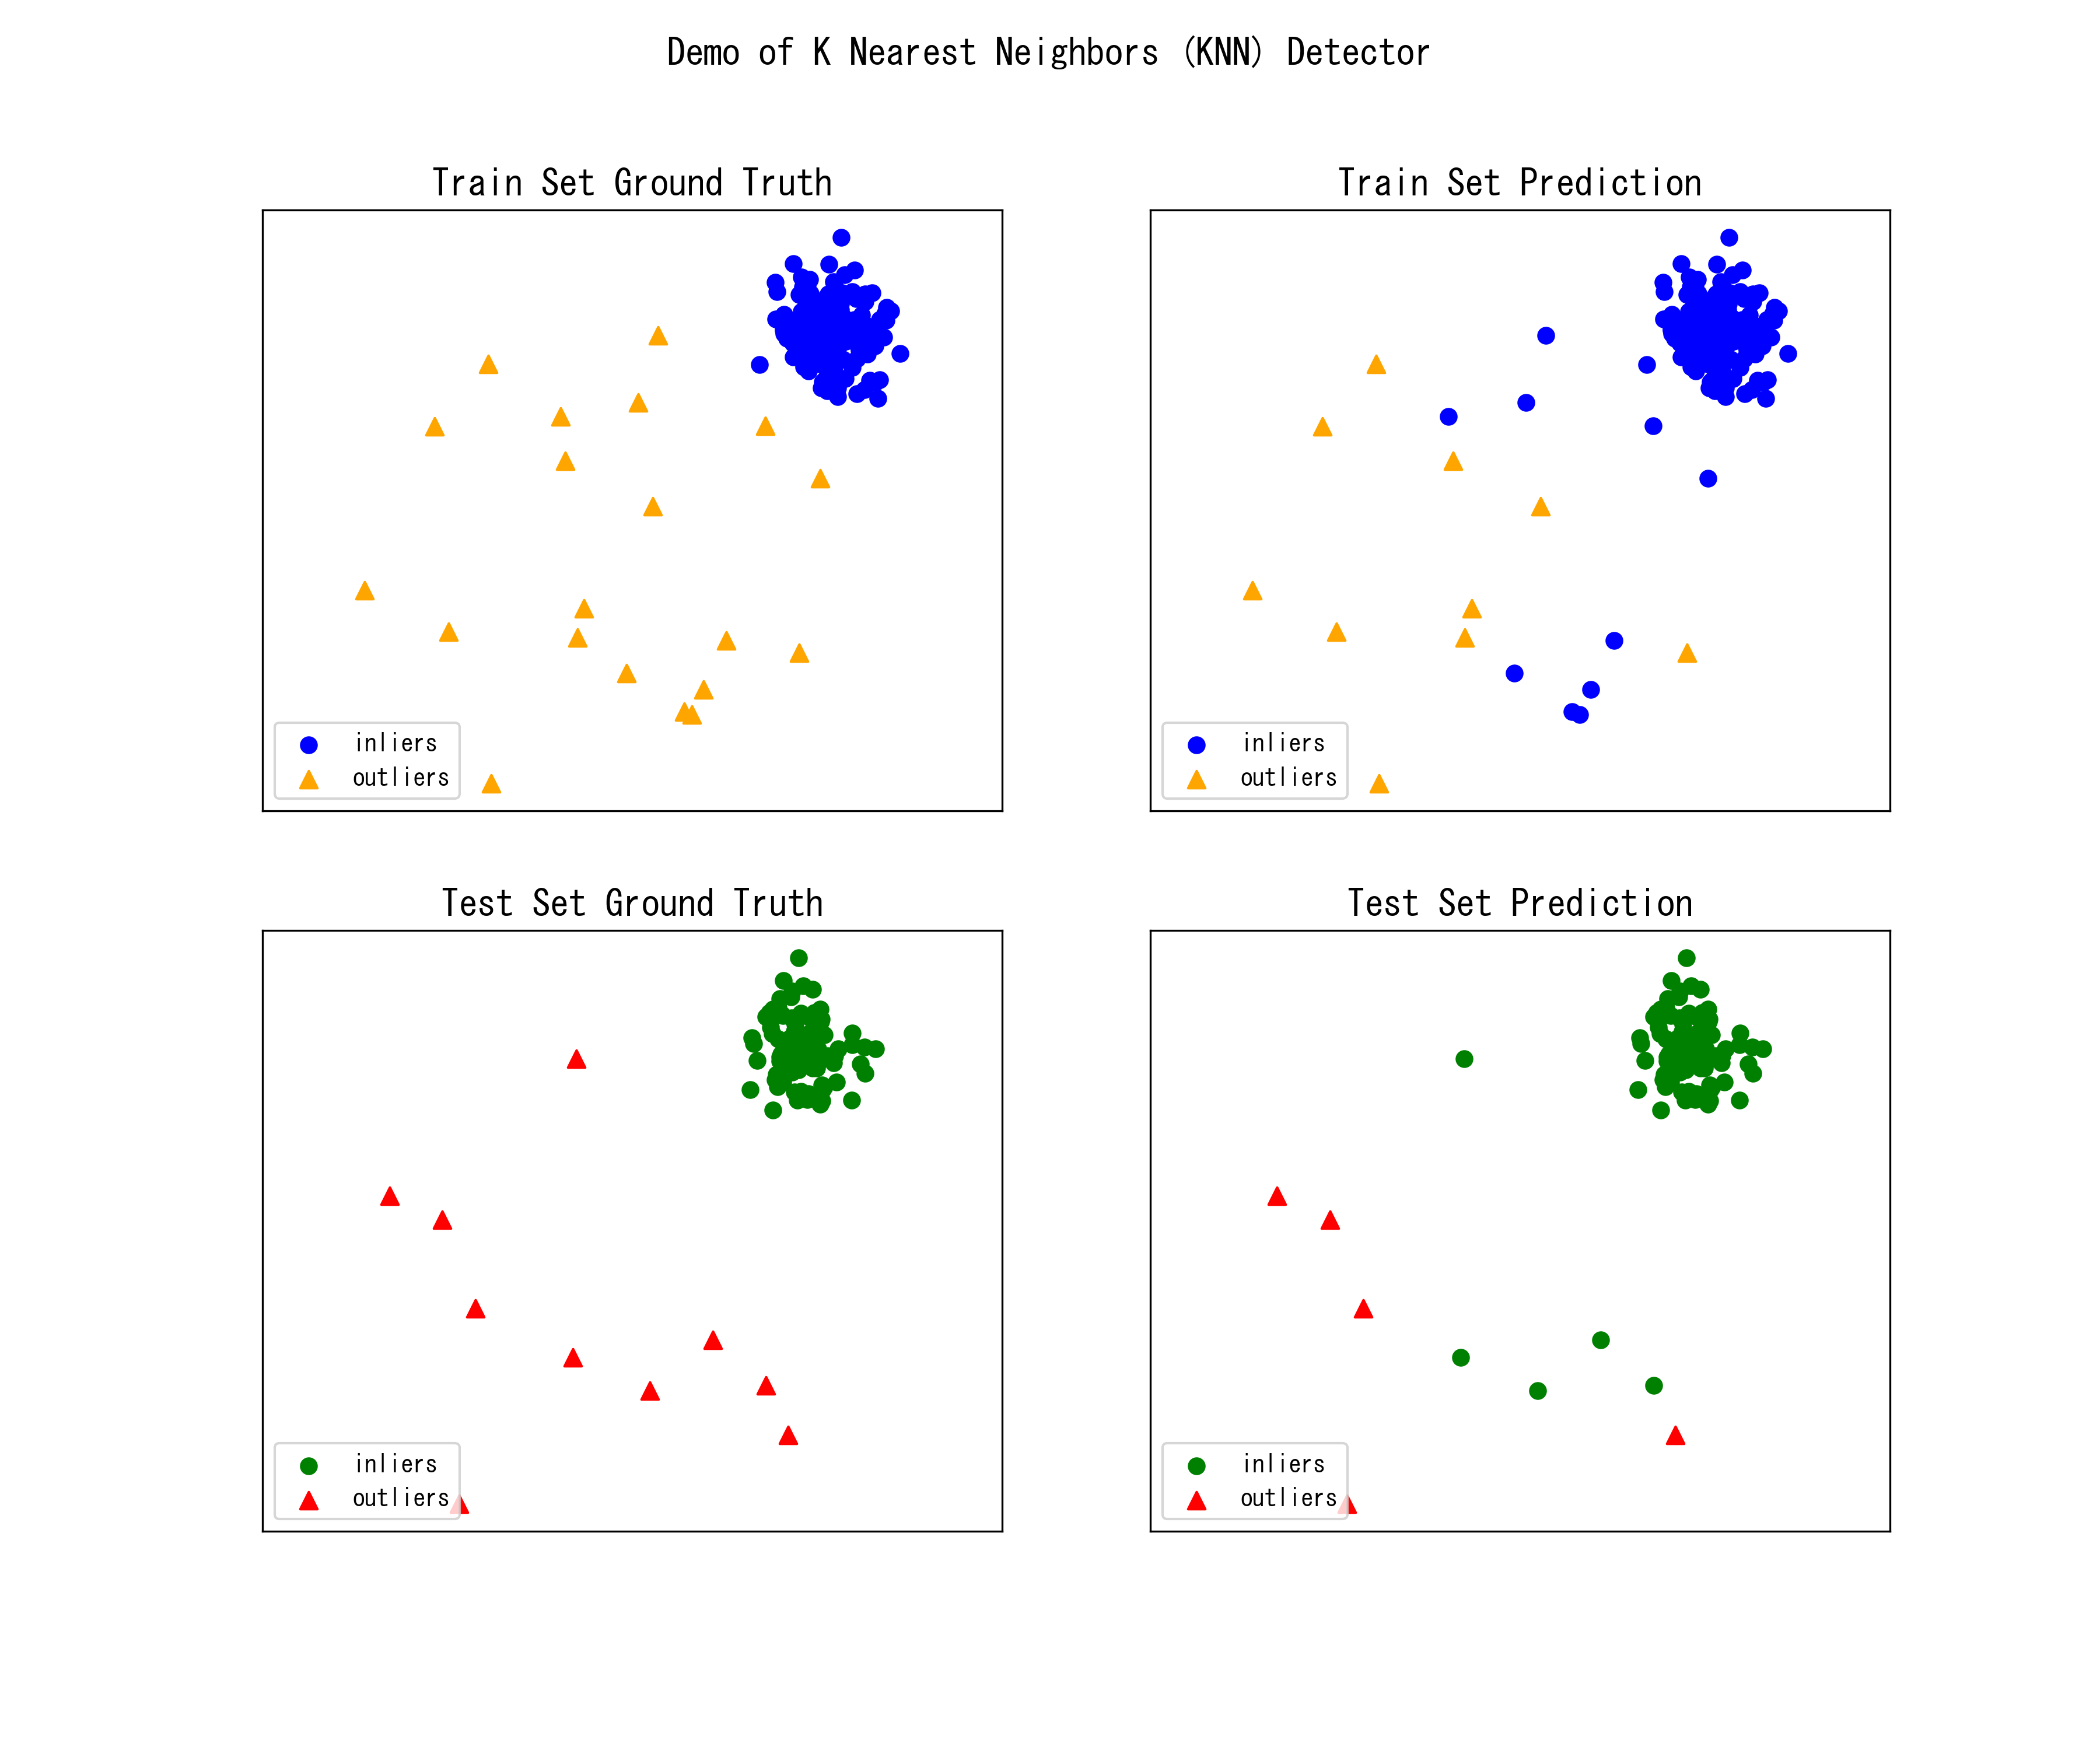 Demo of K Nearest Neighbors (KNN) Detector
Train Set Ground Truth
inliers
outliers
Train Set Prediction
inliers
outliers
Test Set Ground Truth
inliers
outliers
Test Set Prediction
inliers
outliers